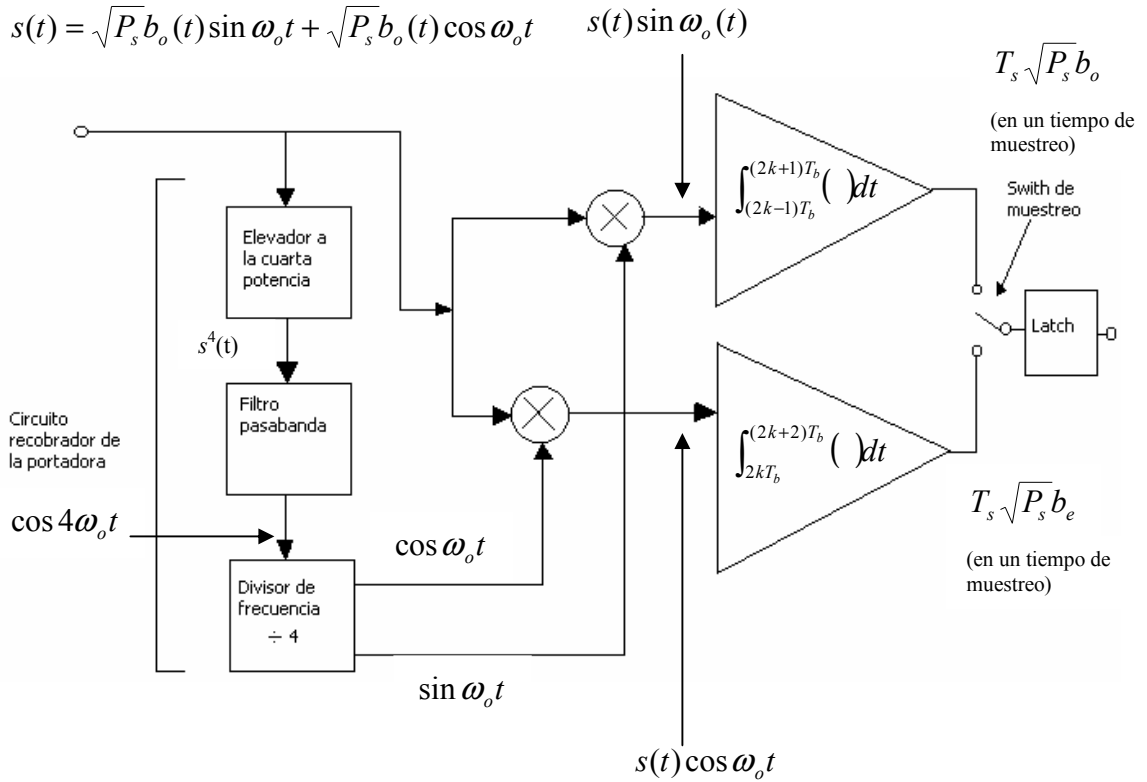 s(t) = √P_s b_o(t) sin ω_o t + √P_s b_o(t) cos ω_o t
s(t) sin ω_o(t)
T_s √P_s b_o
(en un tiempo de
muestreo)
∫_{(2k−1)T_b}^{(2k+1)T_b} ( )dt
Swith de
muestreo
Elevador a
la cuarta
potencia
Latch
s⁴(t)
Filtro
pasabanda
Circuito
recobrador de
la portadora
∫_{2kT_b}^{(2k+2)T_b} ( )dt
T_s √P_s b_e
(en un tiempo de
muestreo)
cos 4ω_o t
cos ω_o t
Divisor de
frecuencia
÷ 4
sin ω_o t
s(t) cos ω_o t